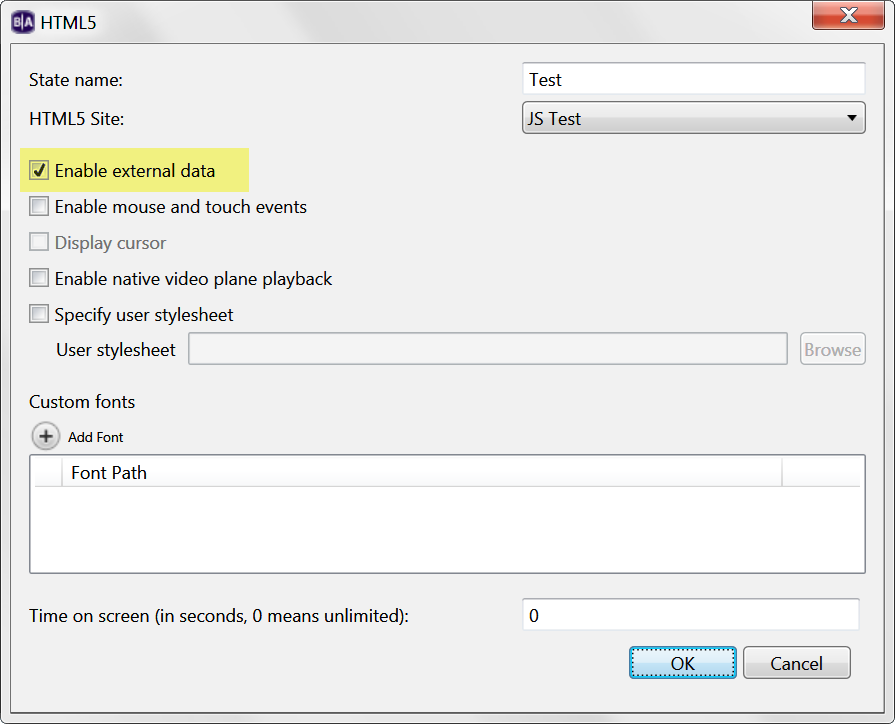 B|A HTML5
State name: Test
HTML5 Site: JS Test
Enable external data
Enable mouse and touch events
Display cursor
Enable native video plane playback
Specify user stylesheet
User stylesheet Browse
Custom fonts
Add Font
Font Path
Time on screen (in seconds, 0 means unlimited): 0
OK Cancel